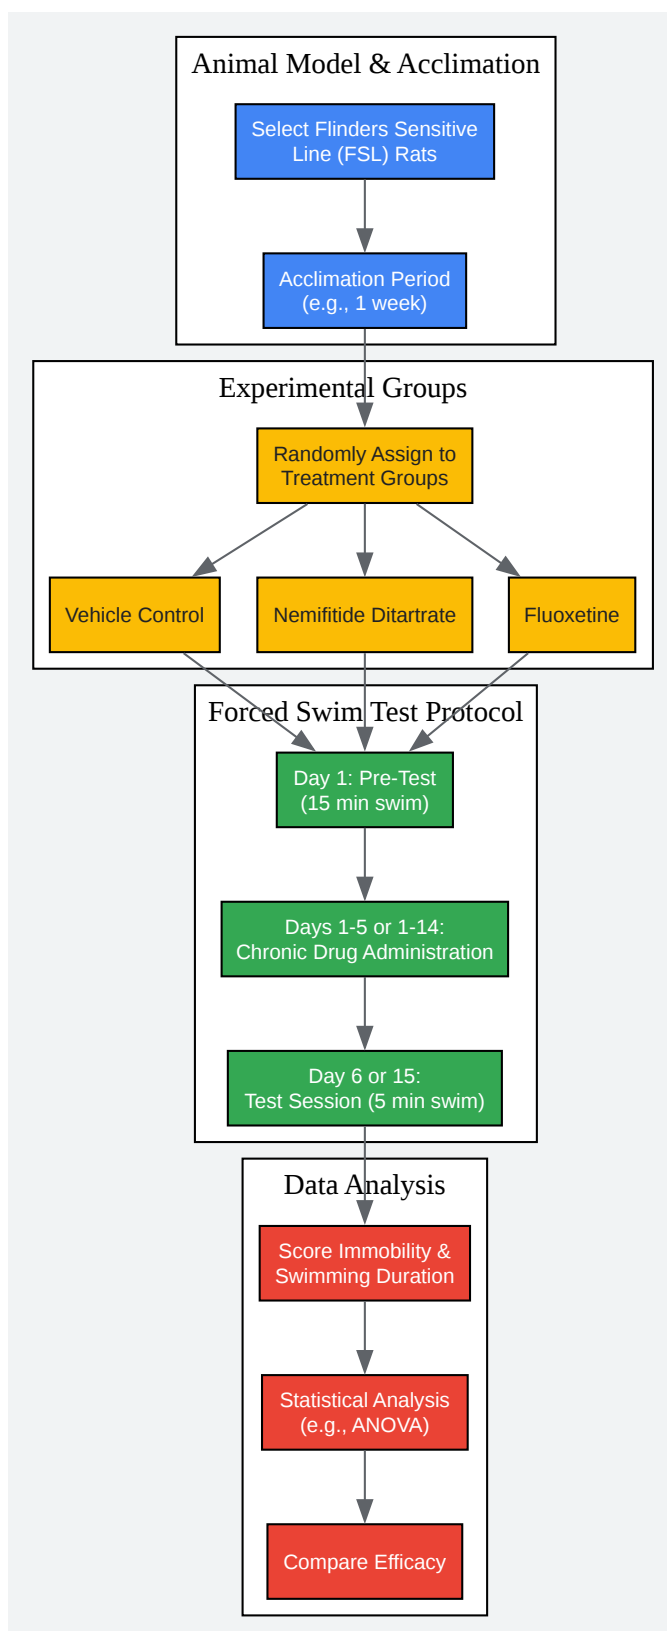 Animal Model & Acclimation
Select Flinders Sensitive
Line (FSL) Rats
Acclimation Period
(e.g., 1 week)
Experimental Groups
Randomly Assign to
Treatment Groups
Vehicle Control
Nemifitide Ditartrate
Fluoxetine
Forced Swim Test Protocol
Day 1: Pre-Test
(15 min swim)
Days 1-5 or 1-14:
Chronic Drug Administration
Day 6 or 15:
Test Session (5 min swim)
Data Analysis
Score Immobility &
Swimming Duration
Statistical Analysis
(e.g., ANOVA)
Compare Efficacy